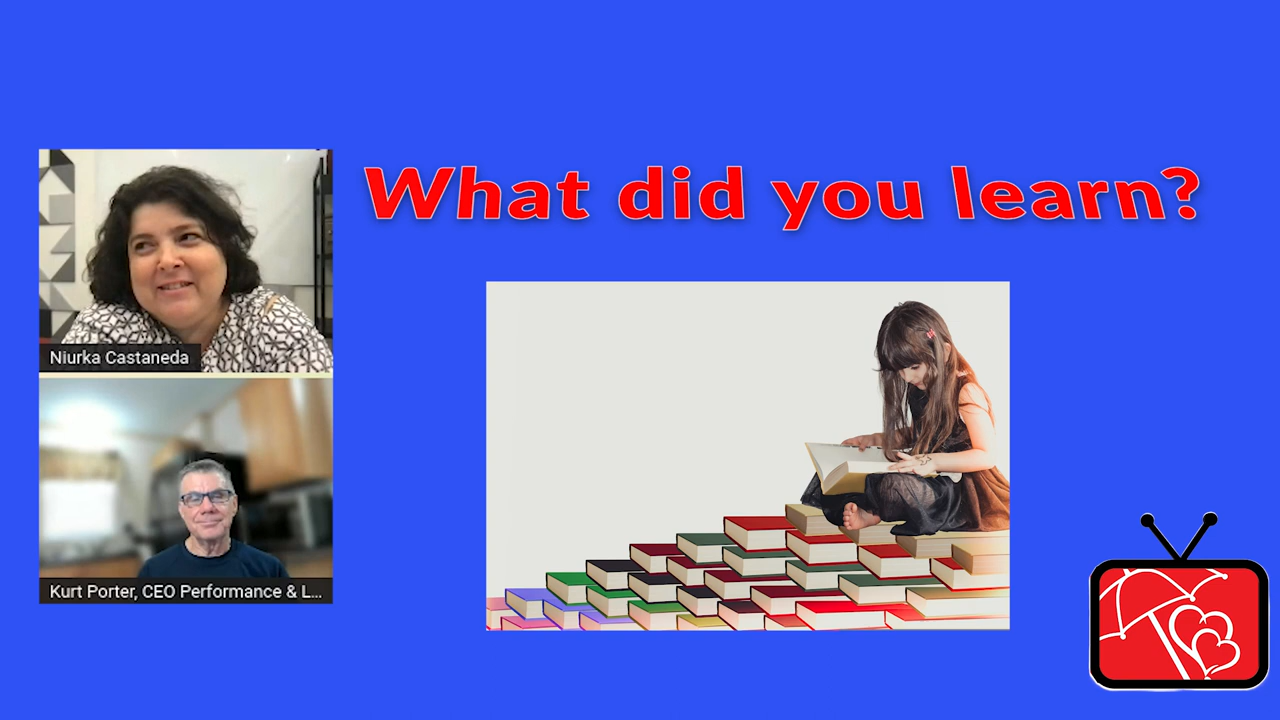 What did you learn?
Niurka Castaneda
Kurt Porter, CEO Performance & L...